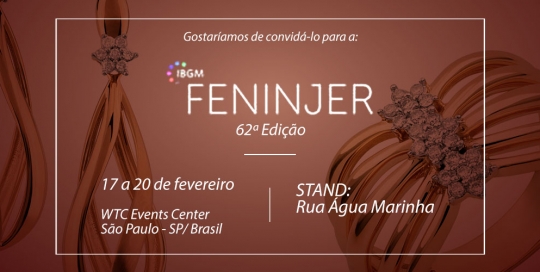 Gostaríamos de convidá-lo para a:
IBGM
FENINJER
62ª Edição
17 a 20 de fevereiro
WTC Events Center
São Paulo - SP/ Brasil
STAND:
Rua Água Marinha